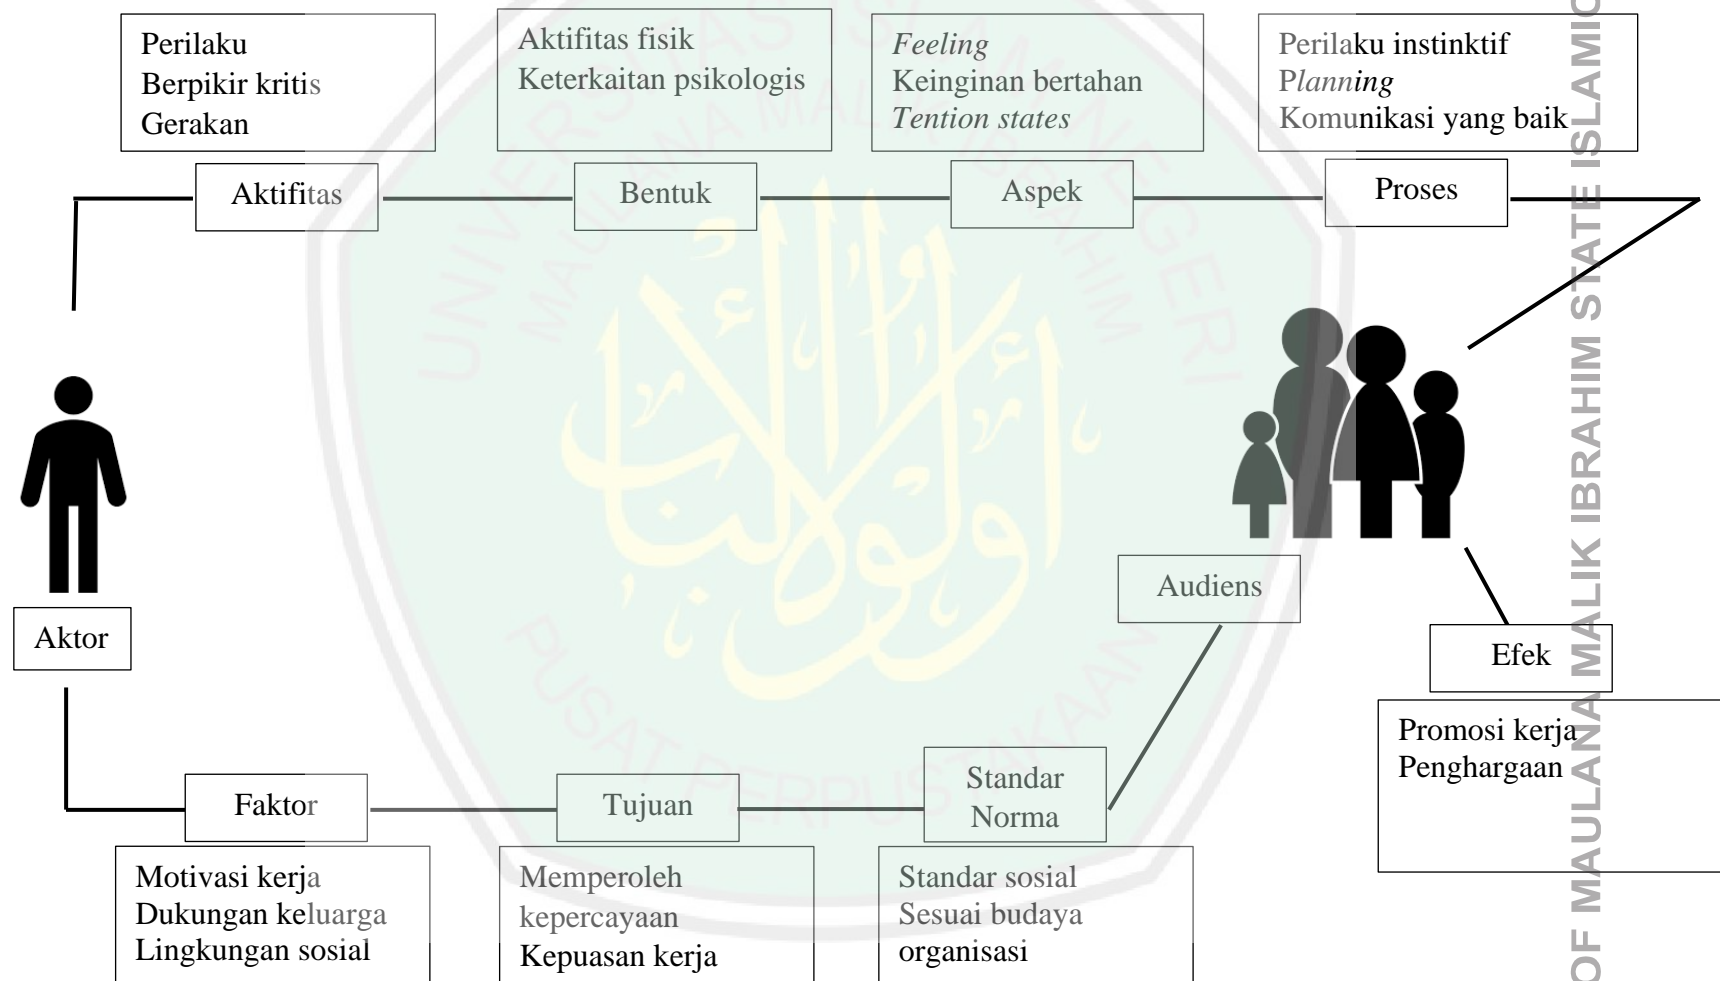 Perilaku
Berpikir kritis
Gerakan
Aktifitas fisik
Keterkaitan psikologis
Feeling
Keinginan bertahan
Tention states
Perilaku instinktif
Planning
Komunikasi yang baik
Aktifitas
Bentuk
Aspek
Proses
Aktor
Audiens
Efek
Promosi kerja
Penghargaan
Faktor
Tujuan
Standar
Norma
Motivasi kerja
Dukungan keluarga
Lingkungan sosial
Memperoleh
kepercayaan
Kepuasan kerja
Standar sosial
Sesuai budaya
organisasi
UNIVERSITAS ISLAM NEGERI
MAULANA MALIK IBRAHIM
أولو الألباب
PUSAT PERPUSTAKAAN
OF MAULANA MALIK IBRAHIM STATE ISLAMIC